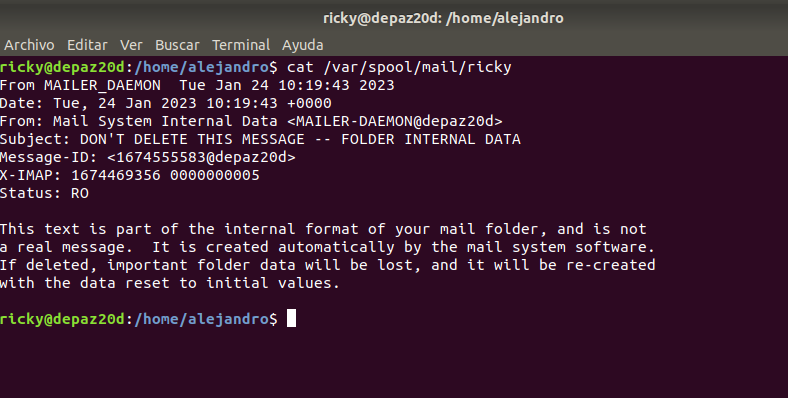 ricky@depaz20d: /home/alejandro
Archivo Editar Ver Buscar Terminal Ayuda
ricky@depaz20d:/home/alejandro$ cat /var/spool/mail/ricky
From MAILER_DAEMON  Tue Jan 24 10:19:43 2023
Date: Tue, 24 Jan 2023 10:19:43 +0000
From: Mail System Internal Data <MAILER-DAEMON@depaz20d>
Subject: DON'T DELETE THIS MESSAGE -- FOLDER INTERNAL DATA
Message-ID: <1674555583@depaz20d>
X-IMAP: 1674469356 0000000005
Status: RO
This text is part of the internal format of your mail folder, and is not
a real message.  It is created automatically by the mail system software.
If deleted, important folder data will be lost, and it will be re-created
with the data reset to initial values.
ricky@depaz20d:/home/alejandro$